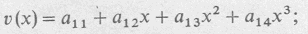 v(x) = a₁₁ + a₁₂x + a₁₃x² + a₁₄x³;